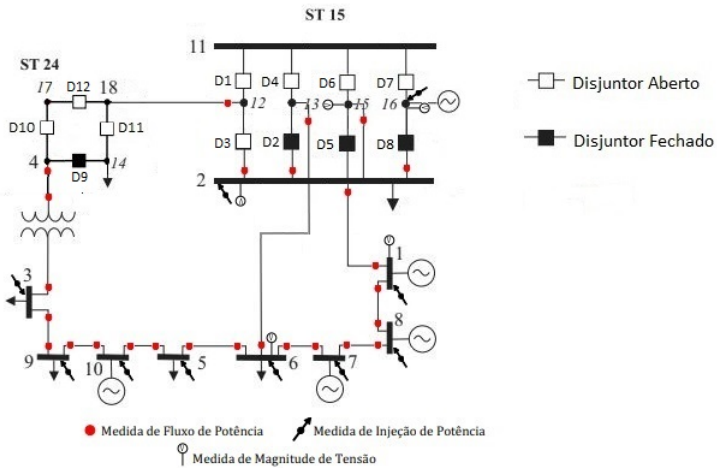 ST 15
11
ST 24
D1
D4
D6
D7
17
D12
18
12
13
15
16
Disjuntor Aberto
D10
D11
D3
D2
D5
D8
Disjuntor Fechado
4
D9
14
2
V
V
1
3
8
9
10
5
6
7
Medida de Fluxo de Potência
Medida de Injeção de Potência
Medida de Magnitude de Tensão